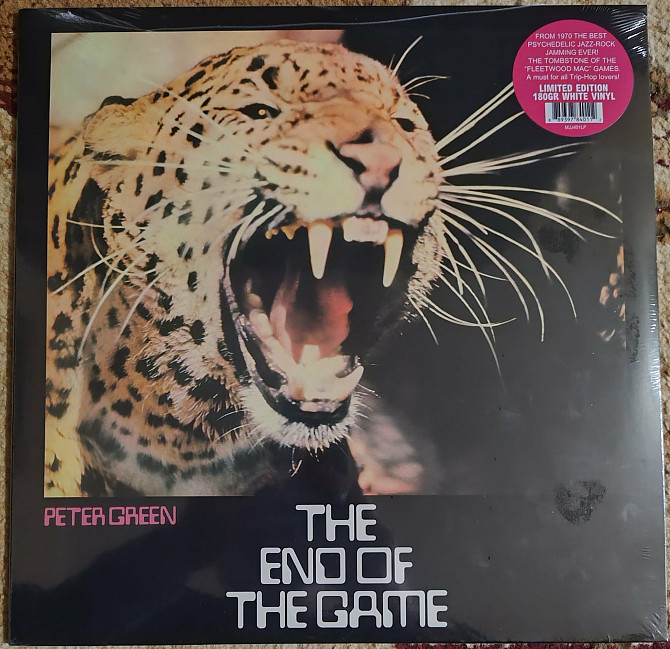 FROM 1970 THE BEST
PSYCHEDELIC JAZZ-ROCK
JAMMING EVER!
THE TOMBSTONE OF THE
"FLEETWOOD MAC" GAMES.
A must for all Trip-Hop lovers!
LIMITED EDITION
180GR WHITE VINYL
PETER GREEN
THE
END OF
THE GAME